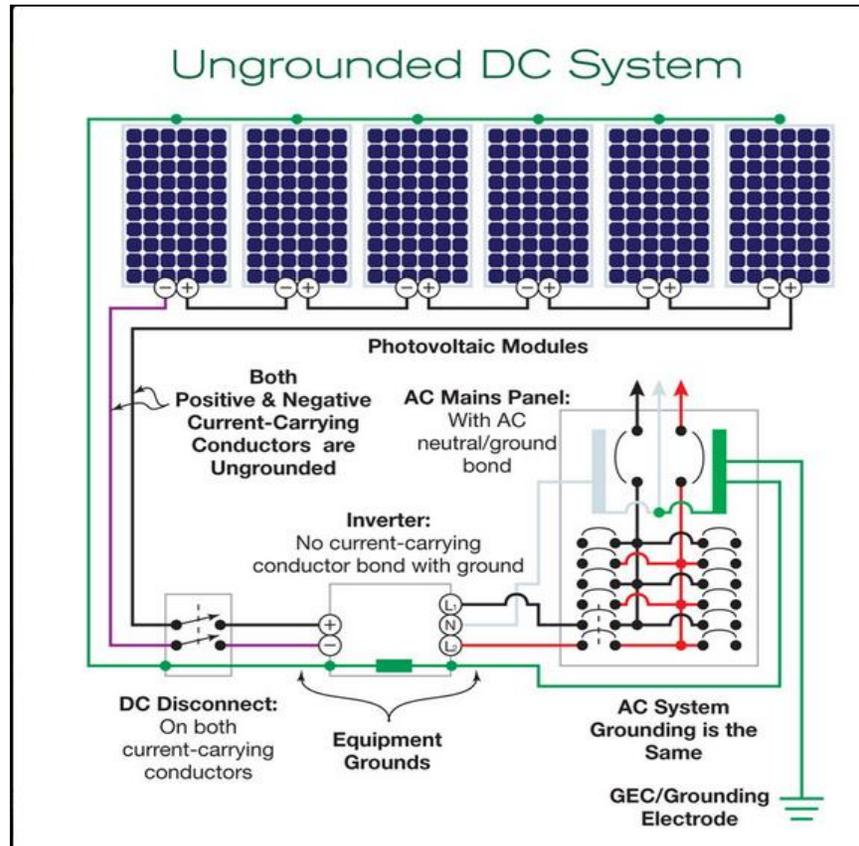 Ungrounded DC System
− + − + − + − + − + − +
Photovoltaic Modules
Both
Positive & Negative
Current-Carrying
Conductors are
Ungrounded
AC Mains Panel:
With AC
neutral/ground
bond
Inverter:
No current-carrying
conductor bond with ground
+
−
L1
N
L2
DC Disconnect:
On both
current-carrying
conductors
Equipment
Grounds
AC System
Grounding is the
Same
GEC/Grounding
Electrode